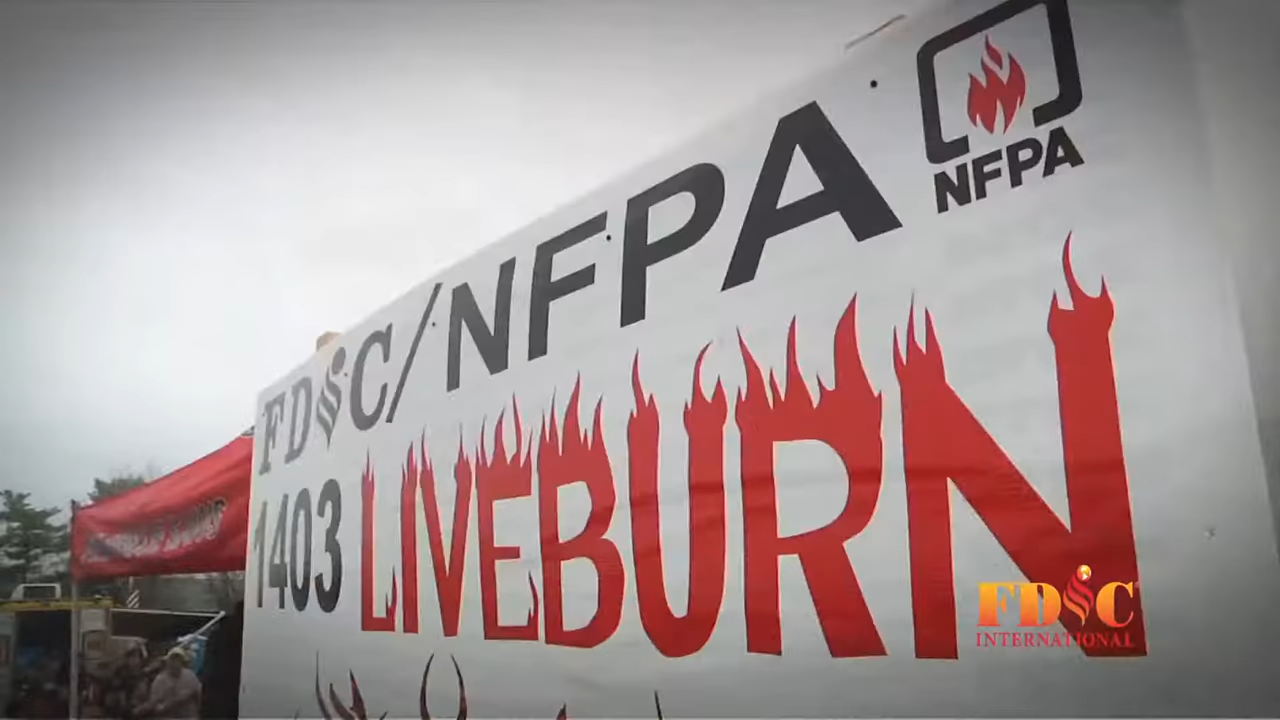 NFPA
FDIC/NFPA
1403 LIVEBURN
FDIC
INTERNATIONAL